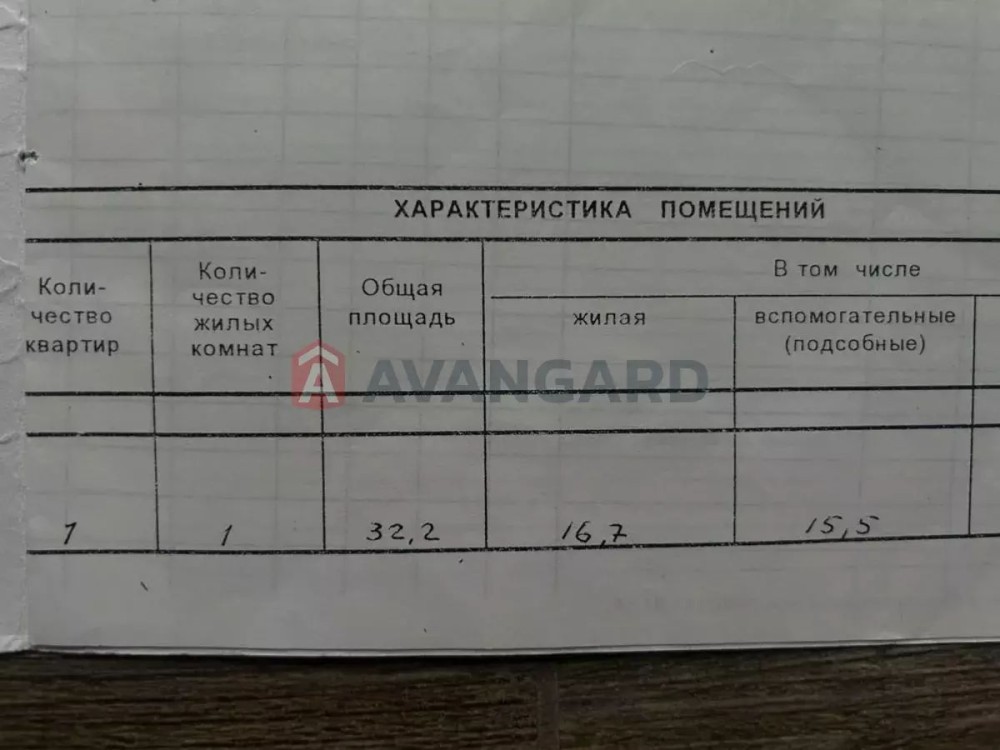 ХАРАКТЕРИСТИКА ПОМЕЩЕНИЙ
Коли-
чество
квартир
Коли-
чество
жилых
комнат
Общая
площадь
В том числе
жилая
вспомогательные
(подсобные)
AVANGARD
1
1
32,2
16,7
15,5